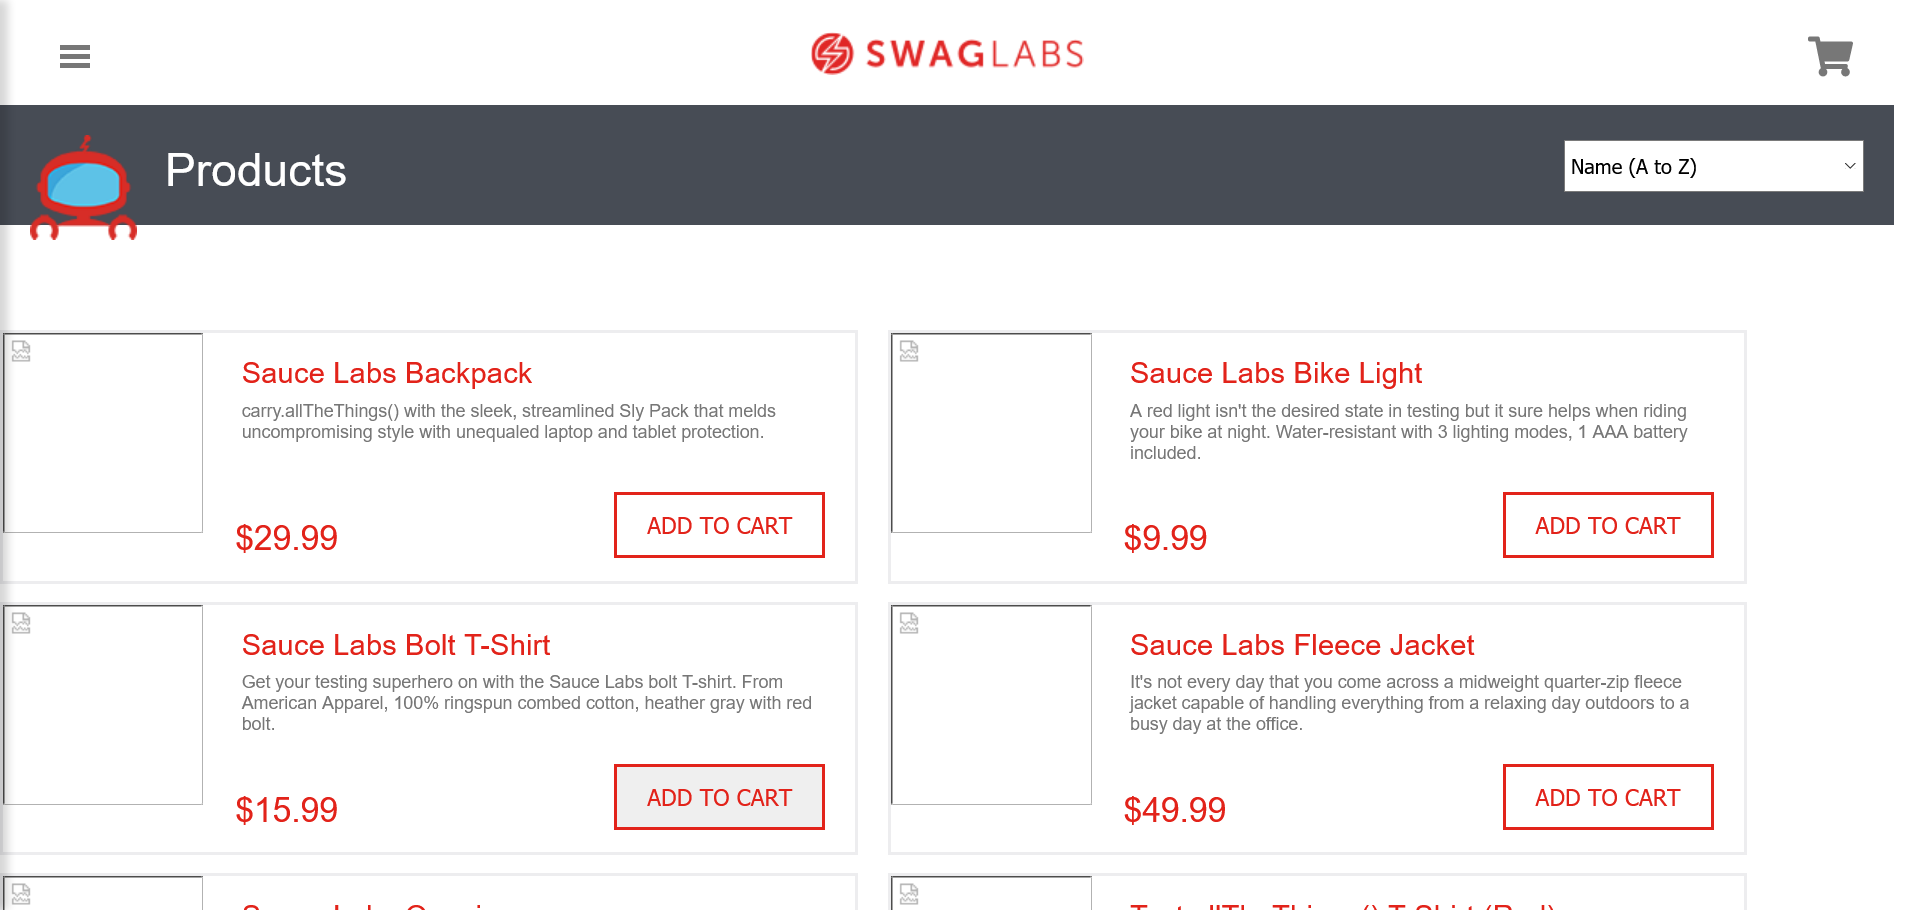 SWAGLABS
Products
Name (A to Z)
Sauce Labs Backpack
carry.allTheThings() with the sleek, streamlined Sly Pack that melds
uncompromising style with unequaled laptop and tablet protection.
$29.99
ADD TO CART
Sauce Labs Bike Light
A red light isn't the desired state in testing but it sure helps when riding
your bike at night. Water-resistant with 3 lighting modes, 1 AAA battery
included.
$9.99
ADD TO CART
Sauce Labs Bolt T-Shirt
Get your testing superhero on with the Sauce Labs bolt T-shirt. From
American Apparel, 100% ringspun combed cotton, heather gray with red
bolt.
$15.99
ADD TO CART
Sauce Labs Fleece Jacket
It's not every day that you come across a midweight quarter-zip fleece
jacket capable of handling everything from a relaxing day outdoors to a
busy day at the office.
$49.99
ADD TO CART